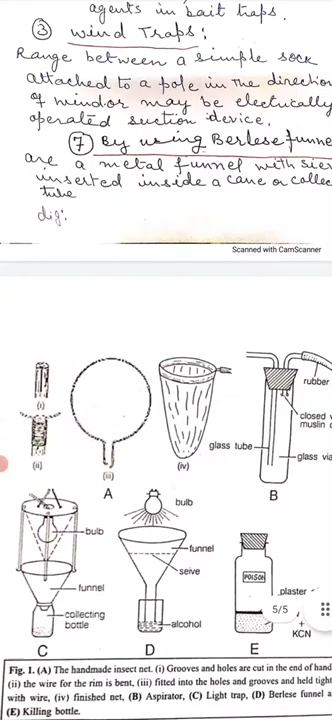 agents in bait traps.
③ Wind Traps:
Range between a simple sock
attached to a pole in the direction
of wind or may be electrically
operated suction device.
⑦ By using Berlese funne
are a metal funnel with sie
inserted inside a cane or collec
tube
dig:
Scanned with CamScanner
(i)
(ii)
(iii)
(iv)
A
rubber
closed
muslin
glass tube
glass via
B
bulb
funnel
collecting
bottle
C
bulb
funnel
seive
alcohol
D
POISON
plaster
5/5
+
KCN
E
Fig. 1. (A) The handmade insect net. (i) Grooves and holes are cut in the end of hand
(ii) the wire for the rim is bent, (iii) fitted into the holes and grooves and held tight
with wire, (iv) finished net, (B) Aspirator, (C) Light trap, (D) Berlese funnel a
(E) Killing bottle.